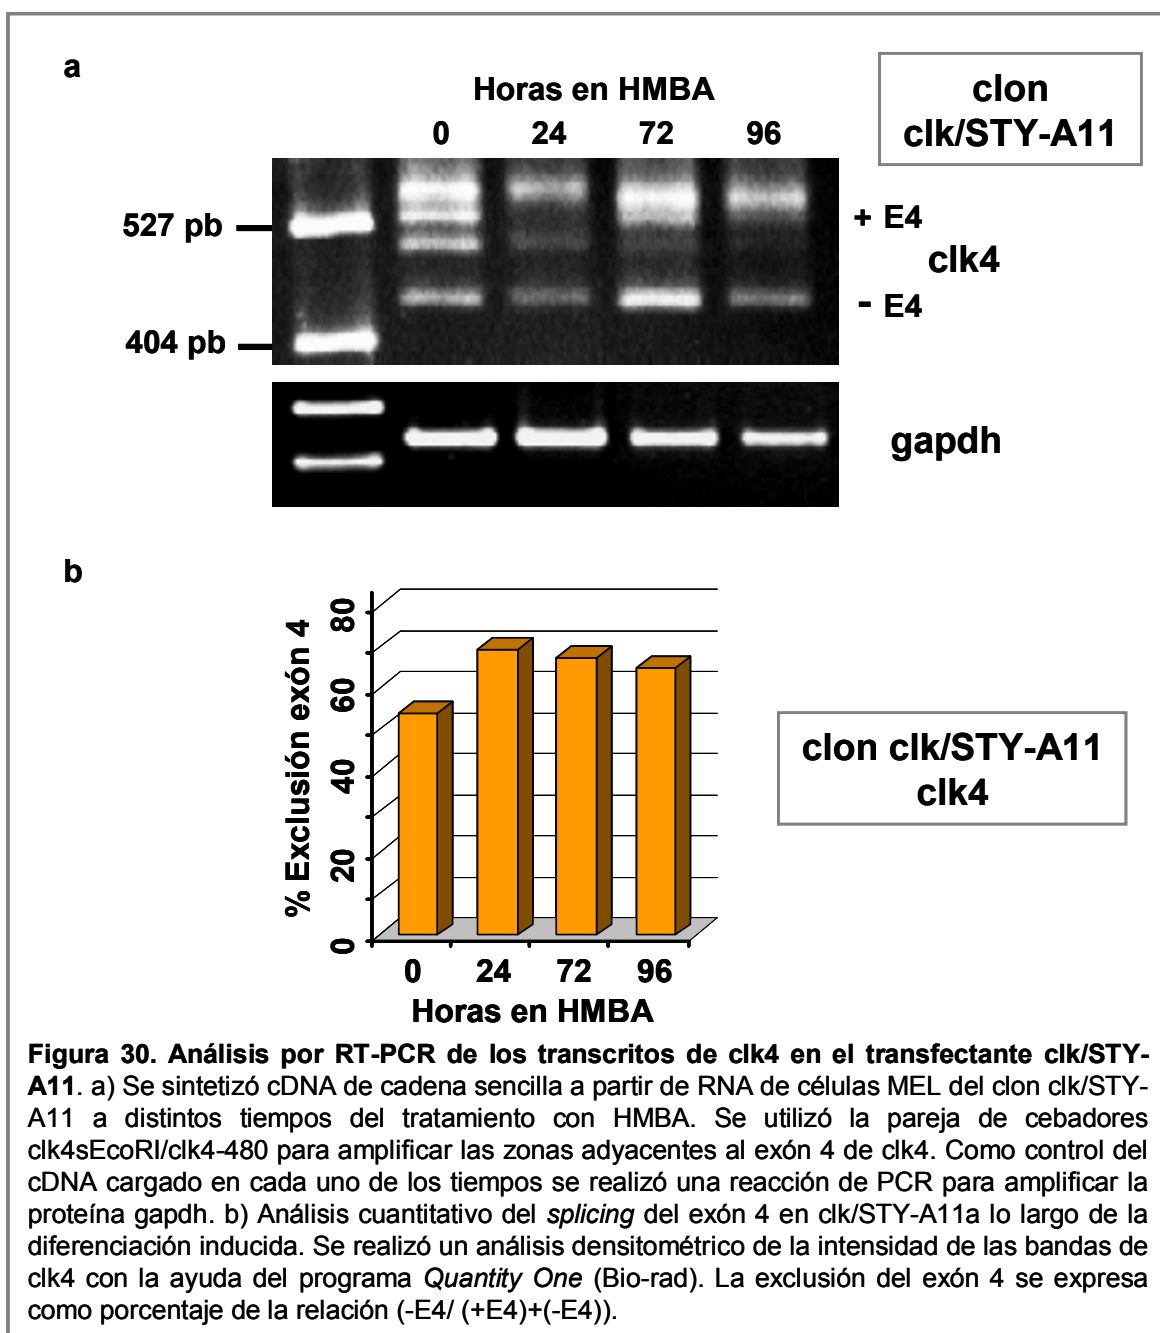 a
Horas en HMBA
0 24 72 96
clon
clk/STY-A11
527 pb
+ E4
clk4
- E4
404 pb
gapdh
b
% Exclusión exón 4
80
60
40
20
0
0 24 72 96
Horas en HMBA
clon clk/STY-A11
clk4
Figura 30. Análisis por RT-PCR de los transcritos de clk4 en el transfectante clk/STY-
A11. a) Se sintetizó cDNA de cadena sencilla a partir de RNA de células MEL del clon clk/STY-
A11 a distintos tiempos del tratamiento con HMBA. Se utilizó la pareja de cebadores
clk4sEcoRI/clk4-480 para amplificar las zonas adyacentes al exón 4 de clk4. Como control del
cDNA cargado en cada uno de los tiempos se realizó una reacción de PCR para amplificar la
proteína gapdh. b) Análisis cuantitativo del splicing del exón 4 en clk/STY-A11a lo largo de la
diferenciación inducida. Se realizó un análisis densitométrico de la intensidad de las bandas de
clk4 con la ayuda del programa Quantity One (Bio-rad). La exclusión del exón 4 se expresa
como porcentaje de la relación (-E4/ (+E4)+(-E4)).